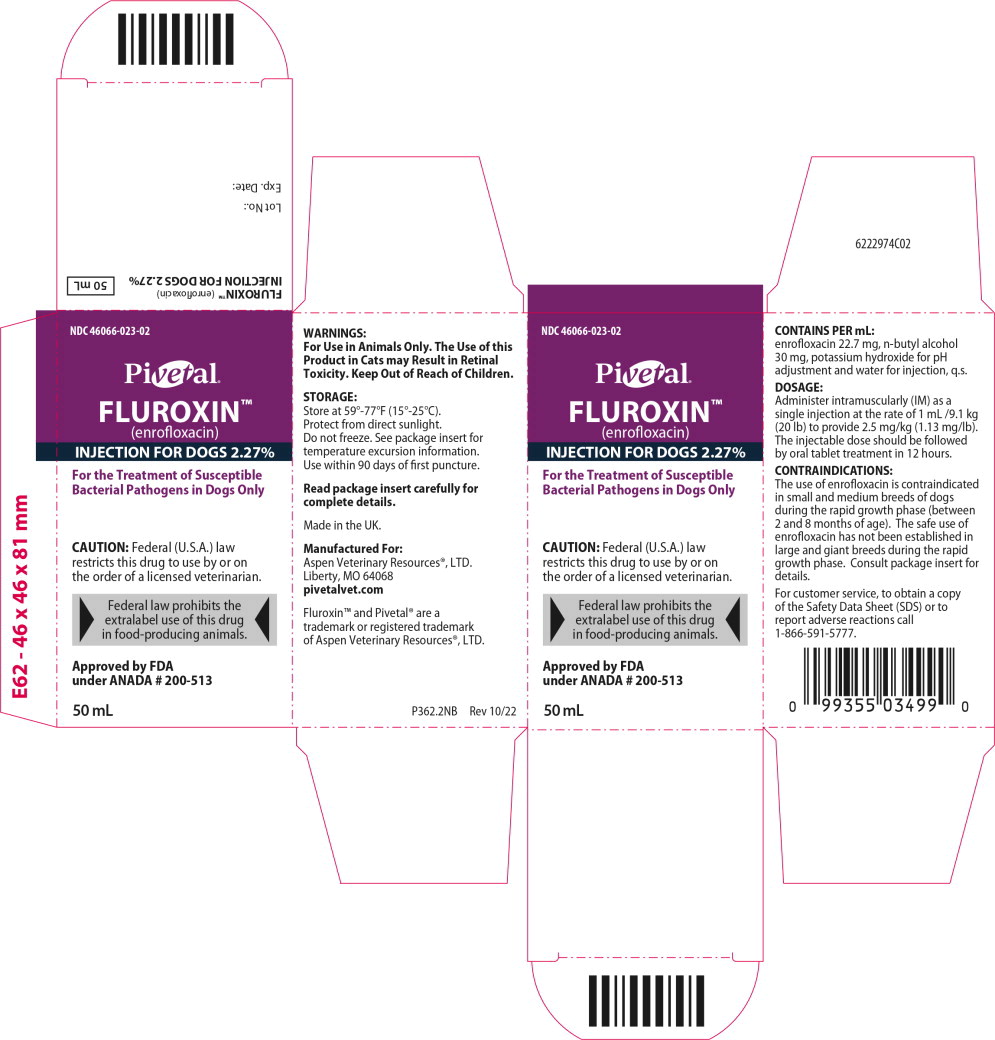 Exp. Date:
Lot No.:
FLUROXIN™ (enrofloxacin)
INJECTION FOR DOGS 2.27%
50 mL
E62 - 46 x 46 x 81 mm
NDC 46066-023-02
Pivetal®
FLUROXIN™
(enrofloxacin)
INJECTION FOR DOGS 2.27%
For the Treatment of Susceptible
Bacterial Pathogens in Dogs Only
CAUTION: Federal (U.S.A.) law
restricts this drug to use by or on
the order of a licensed veterinarian.
Federal law prohibits the
extralabel use of this drug
in food-producing animals.
Approved by FDA
under ANADA # 200-513
50 mL
WARNINGS:
For Use in Animals Only. The Use of this
Product in Cats may Result in Retinal
Toxicity. Keep Out of Reach of Children.
STORAGE:
Store at 59°-77°F (15°-25°C).
Protect from direct sunlight.
Do not freeze. See package insert for
temperature excursion information.
Use within 90 days of first puncture.
Read package insert carefully for
complete details.
Made in the UK.
Manufactured For:
Aspen Veterinary Resources®, LTD.
Liberty, MO 64068
pivetalvet.com
Fluroxin™ and Pivetal® are a
trademark or registered trademark
of Aspen Veterinary Resources®, LTD.
P362.2NB Rev 10/22
NDC 46066-023-02
Pivetal®
FLUROXIN™
(enrofloxacin)
INJECTION FOR DOGS 2.27%
For the Treatment of Susceptible
Bacterial Pathogens in Dogs Only
CAUTION: Federal (U.S.A.) law
restricts this drug to use by or on
the order of a licensed veterinarian.
Federal law prohibits the
extralabel use of this drug
in food-producing animals.
Approved by FDA
under ANADA # 200-513
50 mL
6222974C02
CONTAINS PER mL:
enrofloxacin 22.7 mg, n-butyl alcohol
30 mg, potassium hydroxide for pH
adjustment and water for injection, q.s.
DOSAGE:
Administer intramuscularly (IM) as a
single injection at the rate of 1 mL /9.1 kg
(20 lb) to provide 2.5 mg/kg (1.13 mg/lb).
The injectable dose should be followed
by oral tablet treatment in 12 hours.
CONTRAINDICATIONS:
The use of enrofloxacin is contraindicated
in small and medium breeds of dogs
during the rapid growth phase (between
2 and 8 months of age). The safe use of
enrofloxacin has not been established in
large and giant breeds during the rapid
growth phase. Consult package insert for
details.
For customer service, to obtain a copy
of the Safety Data Sheet (SDS) or to
report adverse reactions call
1-866-591-5777.
0 99355 03499 0